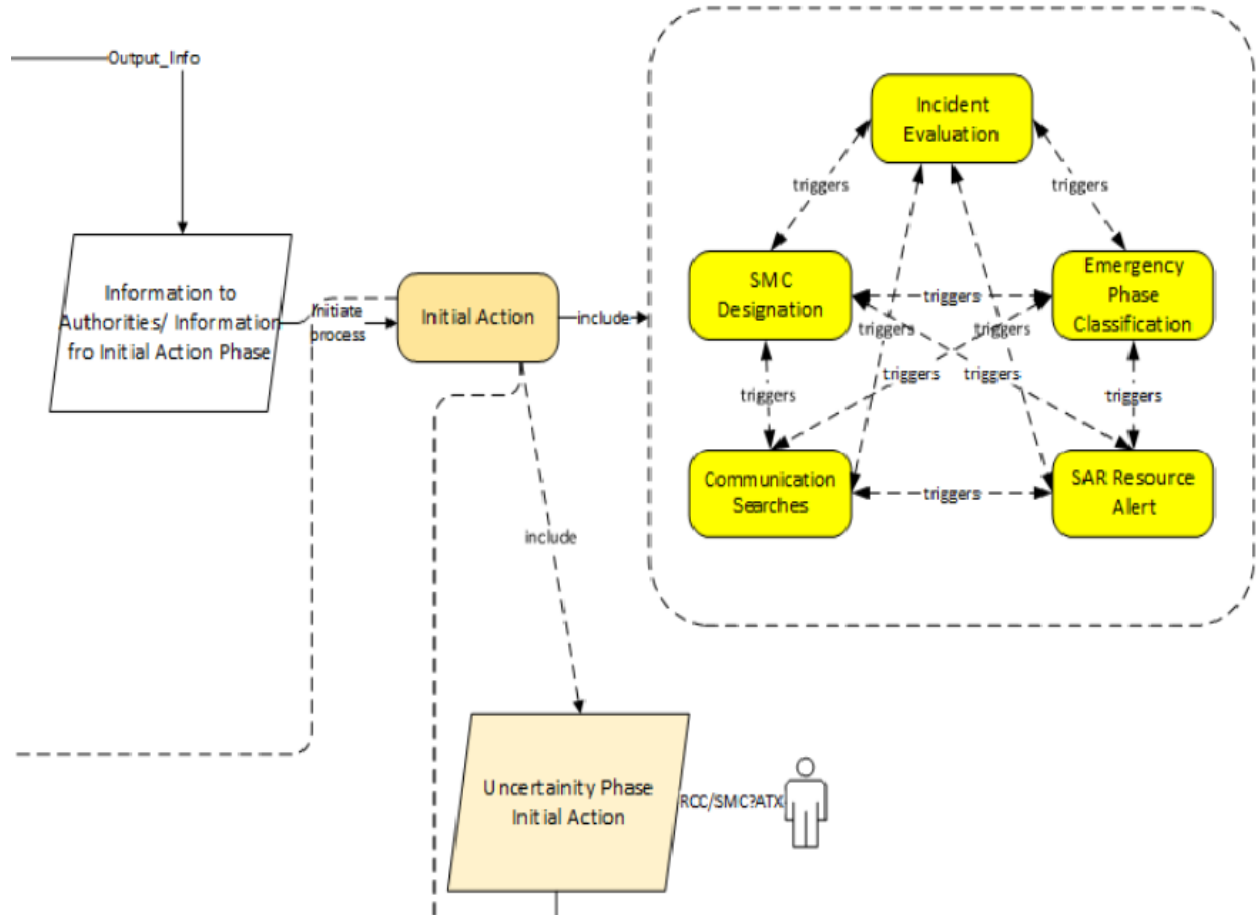 Output_Info
Incident
Evaluation
triggers
triggers
Information to
Authorities/ Information
fro Initial Action Phase
Initiate
process
Initial Action
include
SMC
Designation
triggers
Emergency
Phase
Classification
triggers
triggers
triggers
triggers
triggers
triggers
Communication
Searches
triggers
SAR Resource
Alert
include
Uncertainity Phase
Initial Action
RCC/SMC?ATX